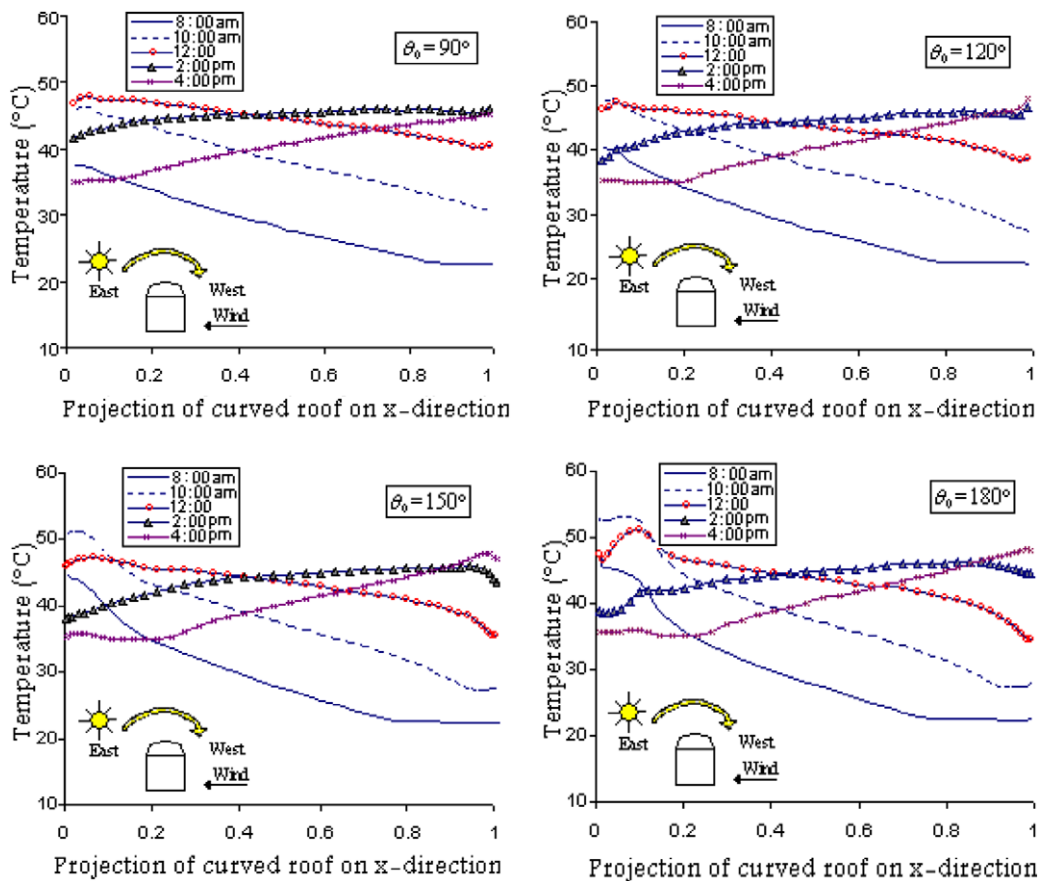 60
50
40
30
20
10
Temperature (°C)
8:00am
10:00am
12:00
2:00pm
4:00pm
θ₀ = 90°
East
West
Wind
0 0.2 0.4 0.6 0.8 1
Projection of curved roof on x-direction
60
50
40
30
20
10
Temperature (°C)
8:00am
10:00am
12:00
2:00pm
4:00pm
θ₀ = 120°
East
West
Wind
0 0.2 0.4 0.6 0.8 1
Projection of curved roof on x-direction
60
50
40
30
20
10
Temperature (°C)
8:00am
10:00am
12:00
2:00pm
4:00pm
θ₀ = 150°
East
West
Wind
0 0.2 0.4 0.6 0.8 1
Projection of curved roof on x-direction
60
50
40
30
20
10
Temperature (°C)
8:00am
10:00am
12:00
2:00pm
4:00pm
θ₀ = 180°
East
West
Wind
0 0.2 0.4 0.6 0.8 1
Projection of curved roof on x-direction